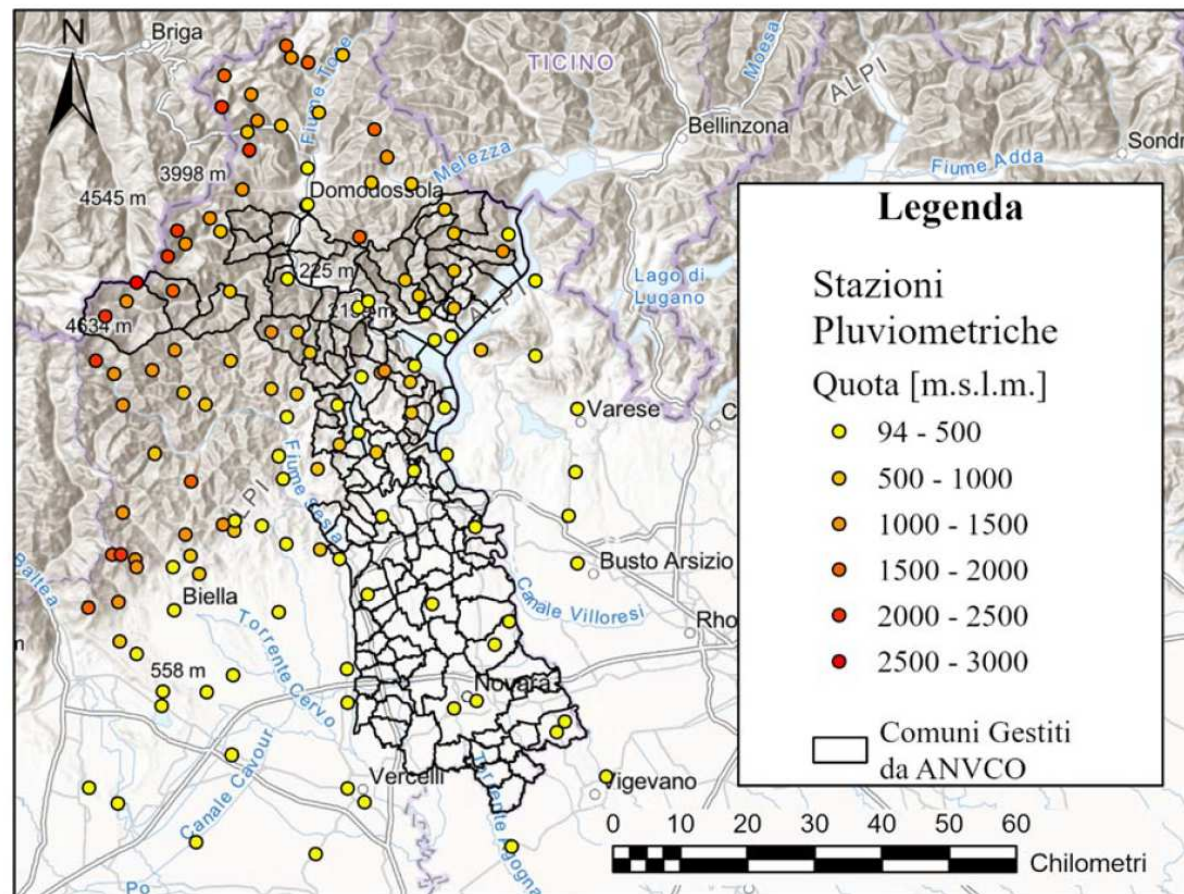 N
Briga
Fiume Toce
TICINO
Moesa
ALPI
Bellinzona
Sondr
Melezza
Fiume Adda
3998 m
4545 m
Domodossola
225 m
Lago di
Lugano
ALPI
4634 m
Varese
Fiume Sesia
Busto Arsizio
Baltea
Canale Villoresi
Biella
Rho
Torrente Cervo
558 m
Novara
Vercelli
Vigevano
Canale Cavour
Torrente Agogna
Po
Legenda
Stazioni
Pluviometriche
Quota [m.s.l.m.]
94 - 500
500 - 1000
1000 - 1500
1500 - 2000
2000 - 2500
2500 - 3000
Comuni Gestiti
da ANVCO
0 10 20 30 40 50 60
Chilometri